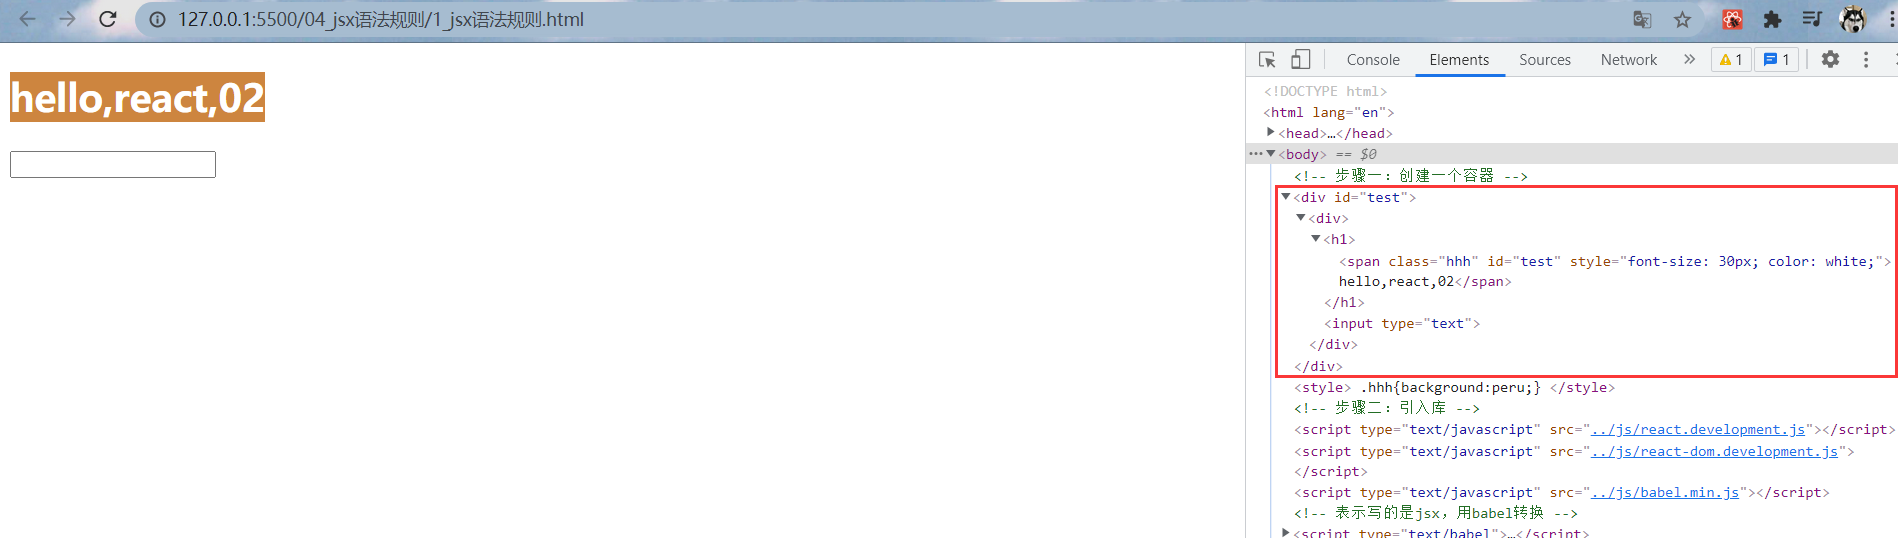 127.0.0.1:5500/04_jsx语法规则/1_jsx语法规则.html
hello,react,02
Console Elements Sources Network » 1 1
<!DOCTYPE html>
<html lang="en">
<head>…</head>
<body> == $0
<!-- 步骤一：创建一个容器 -->
<div id="test">
<div>
<h1>
<span class="hhh" id="test" style="font-size: 30px; color: white;">
hello,react,02</span>
</h1>
<input type="text">
</div>
</div>
<style> .hhh{background:peru;} </style>
<!-- 步骤二：引入库 -->
<script type="text/javascript" src="../js/react.development.js"></script>
<script type="text/javascript" src="../js/react-dom.development.js">
</script>
<script type="text/javascript" src="../js/babel.min.js"></script>
<!-- 表示写的是jsx，用babel转换 -->
<script type="text/babel">…</script>